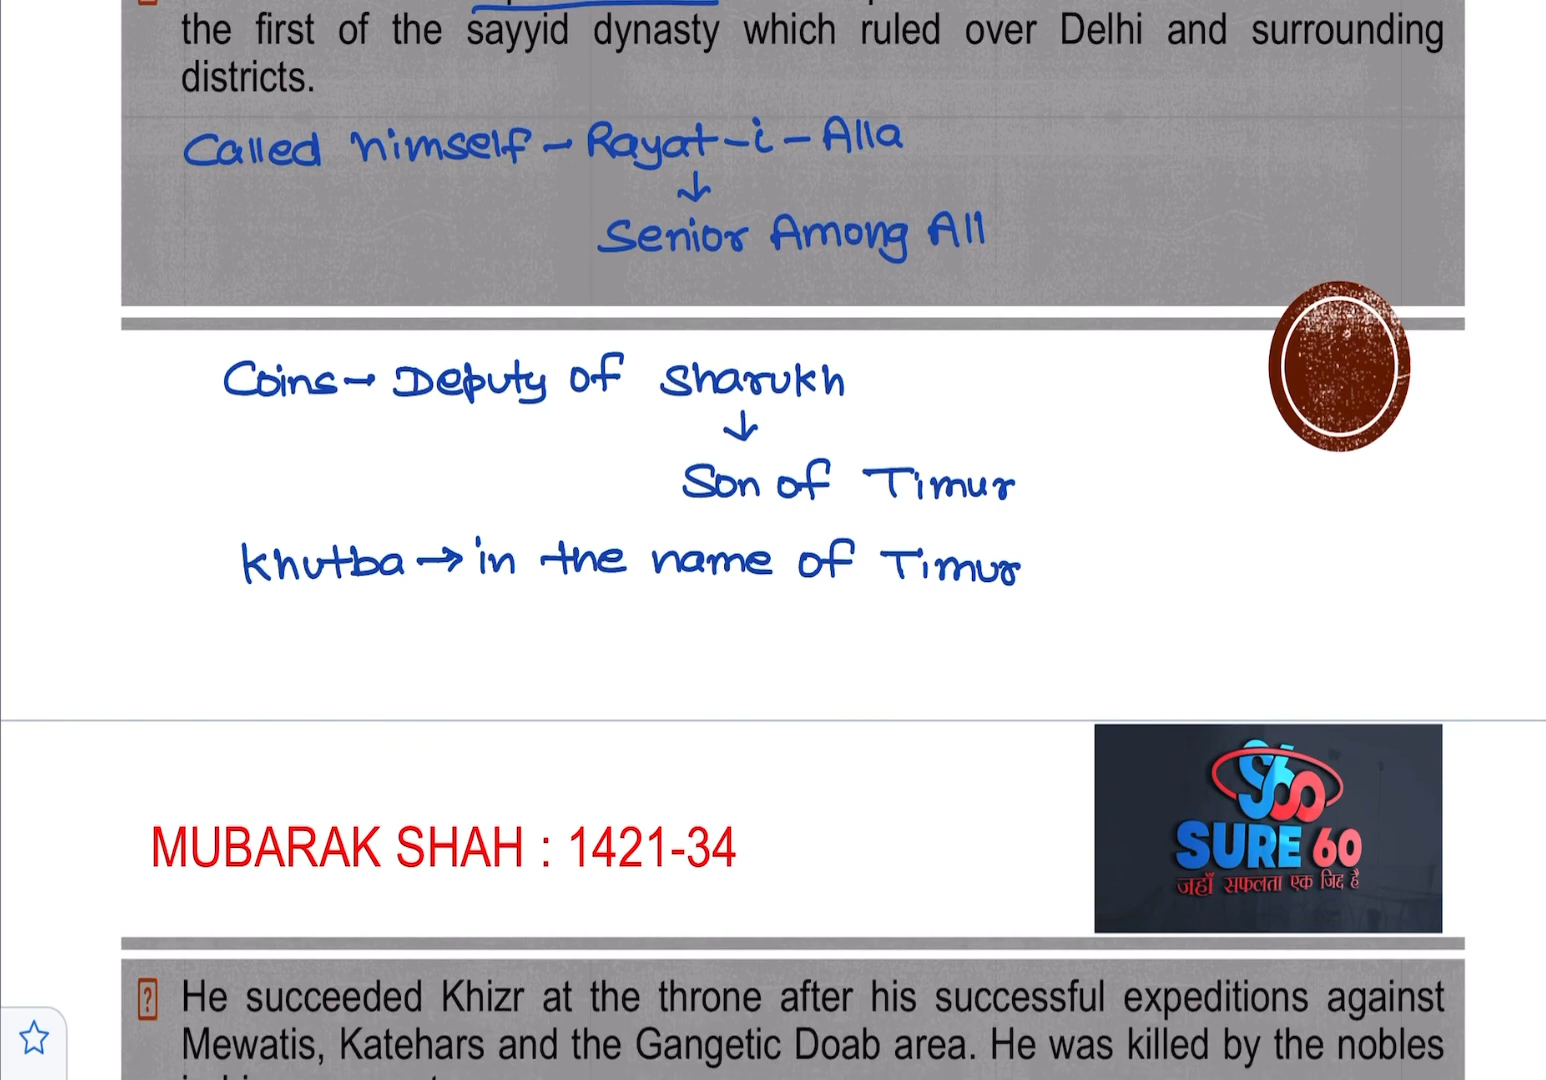 the first of the sayyid dynasty which ruled over Delhi and surrounding
districts.
Called himself - Rayat-i-Alla
↓
Senior Among All
Coins → Deputy of Sharukh
↓
Son of Timur
Khutba → in the name of Timur
MUBARAK SHAH : 1421-34
S60
SURE 60
जहाँ सफलता एक जिद्द है
? He succeeded Khizr at the throne after his successful expeditions against
Mewatis, Katehars and the Gangetic Doab area. He was killed by the nobles